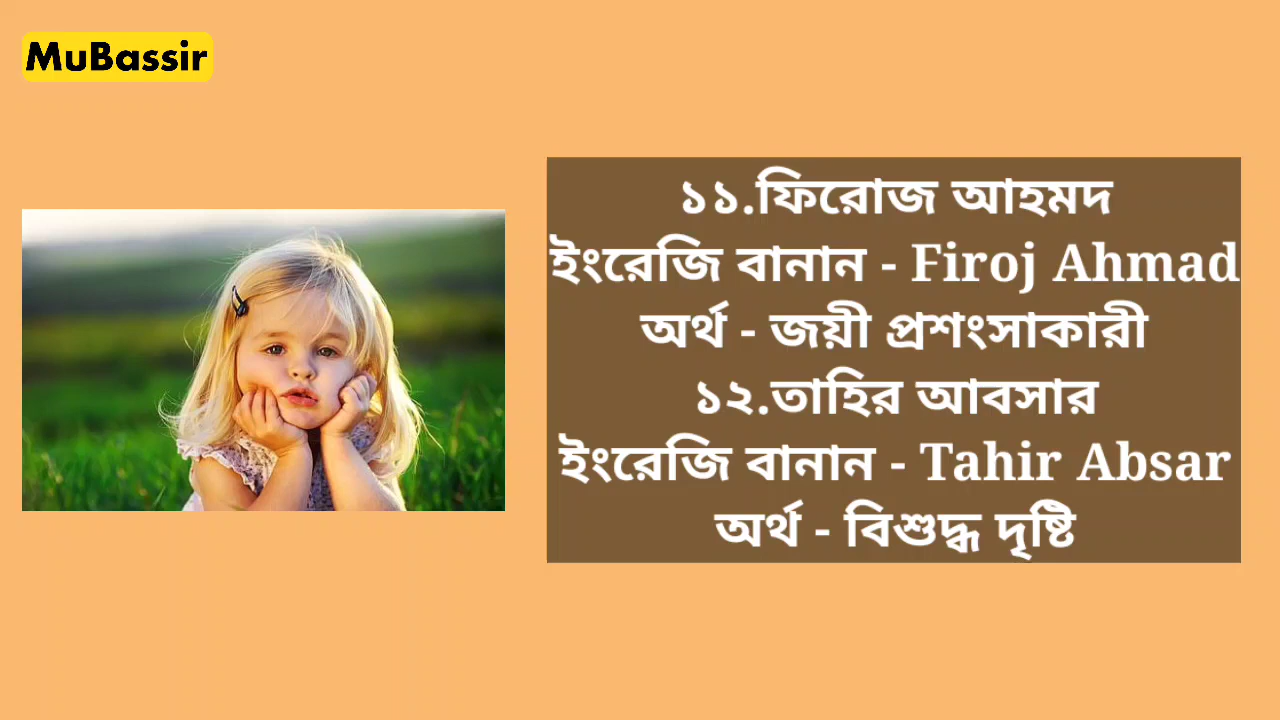 MuBassir
১১.ফিরোজ আহমদ
ইংরেজি বানান - Firoj Ahmad
অর্থ - জয়ী প্রশংসাকারী
১২.তাহির আবসার
ইংরেজি বানান - Tahir Absar
অর্থ - বিশুদ্ধ দৃষ্টি